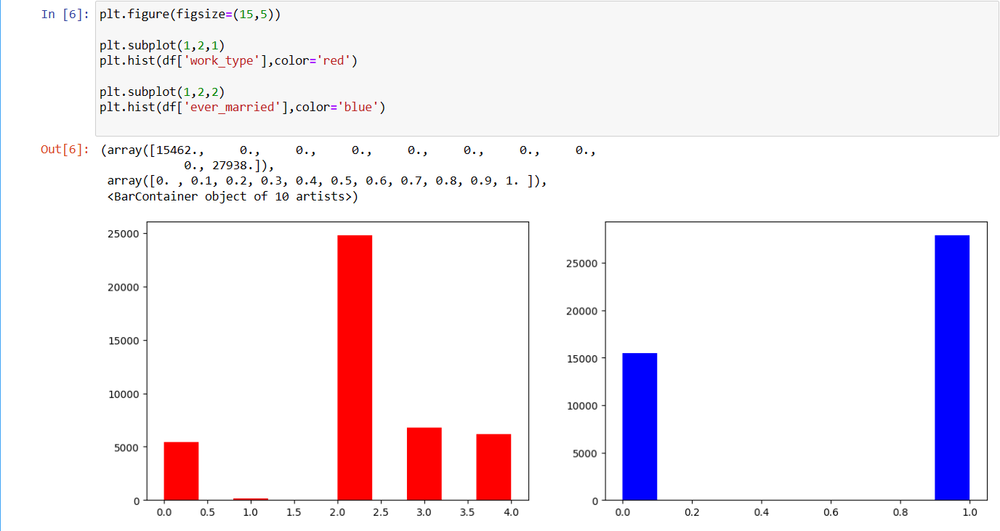 In [6]: plt.figure(figsize=(15,5))
plt.subplot(1,2,1)
plt.hist(df['work_type'],color='red')
plt.subplot(1,2,2)
plt.hist(df['ever_married'],color='blue')
Out[6]: (array([15462., 0., 0., 0., 0., 0., 0., 0.,
0., 27938.]),
array([0. , 0.1, 0.2, 0.3, 0.4, 0.5, 0.6, 0.7, 0.8, 0.9, 1. ]),
<BarContainer object of 10 artists>)
25000
20000
15000
10000
5000
0
0.0 0.5 1.0 1.5 2.0 2.5 3.0 3.5 4.0
25000
20000
15000
10000
5000
0
0.0 0.2 0.4 0.6 0.8 1.0